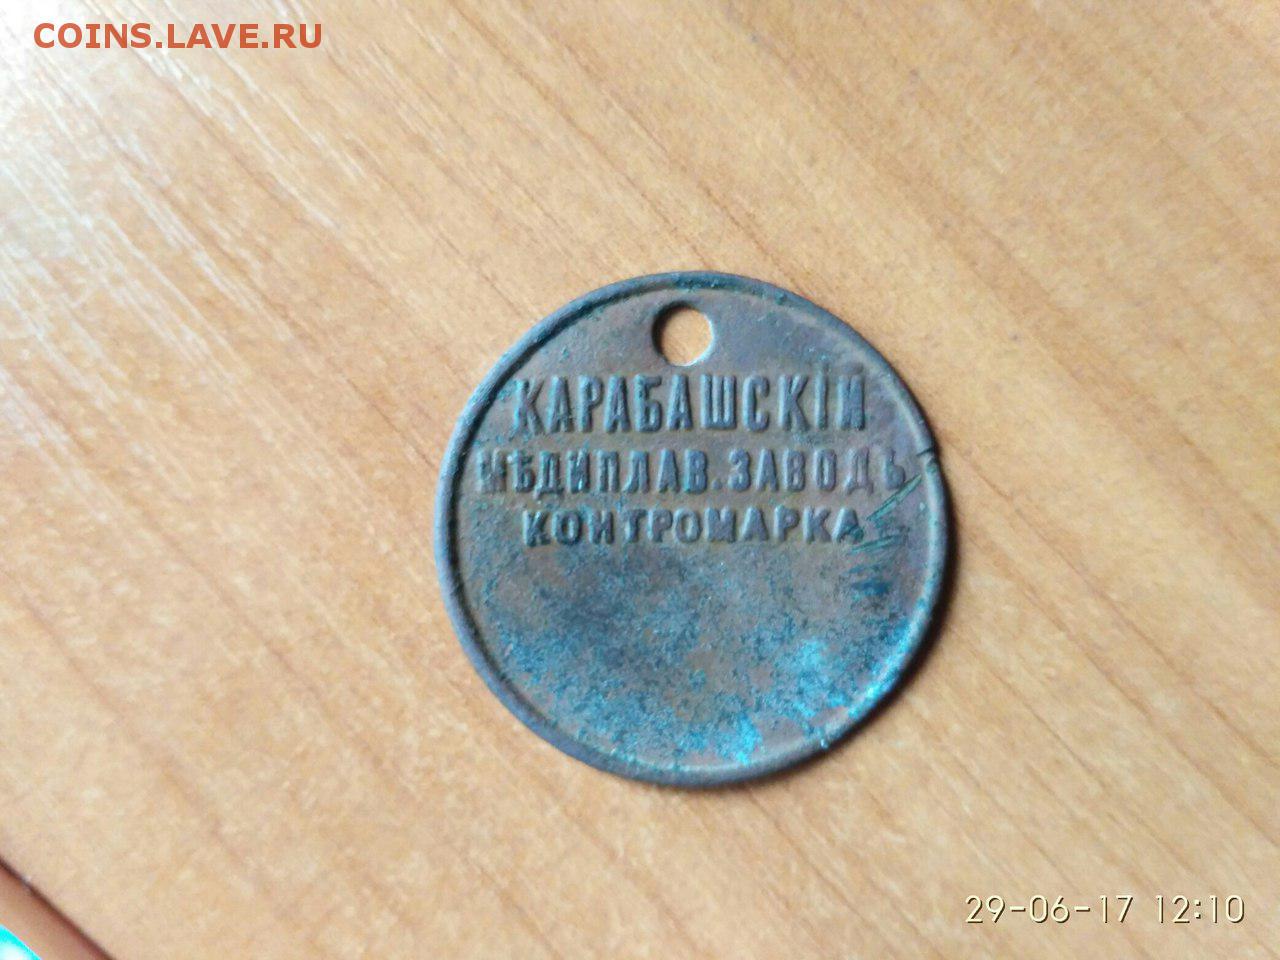 COINS.LAVE.RU
КАРАБАШСКІЙ
МѢДИПЛАВ. ЗАВОДЪ
КОНТРОМАРКА
29-06-17 12:10